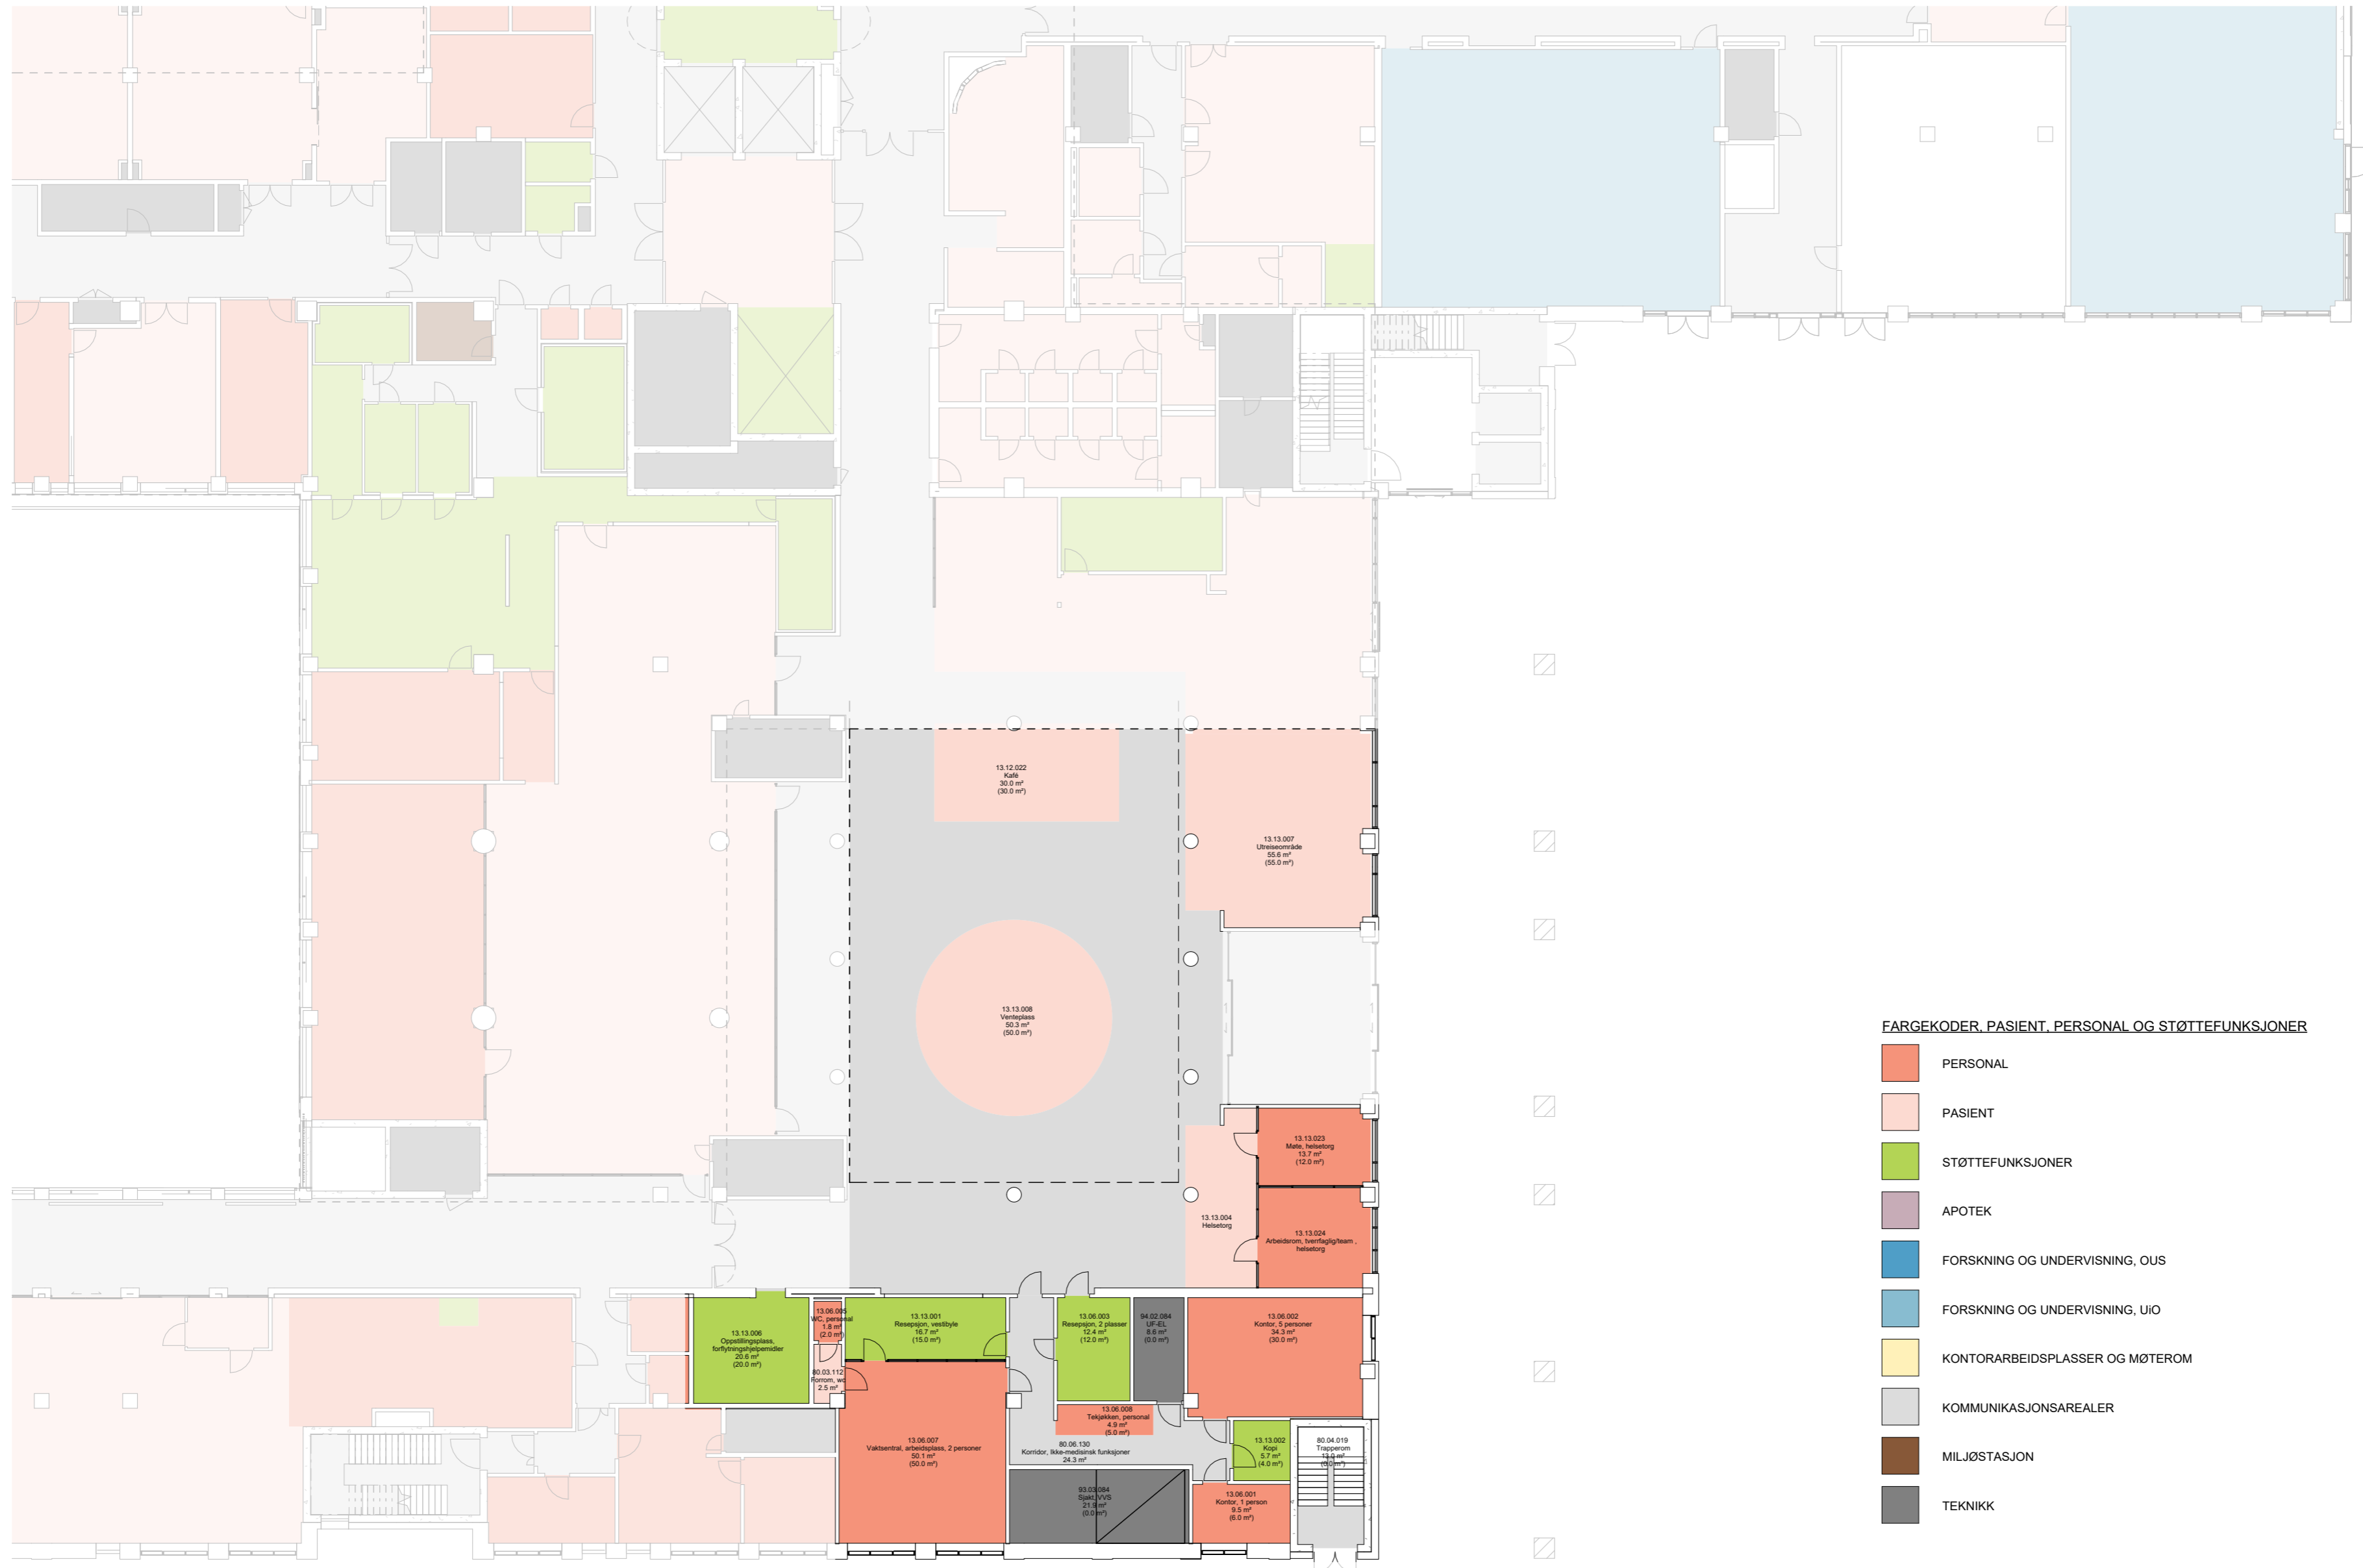 13.12.022
Kafé
30.0 m²
(30.0 m²)
13.13.007
Utreiseområde
55.6 m²
(55.0 m²)
13.13.008
Venteplass
50.3 m²
(50.0 m²)
13.13.023
Møte, helsetorg
13.7 m²
(12.0 m²)
13.13.004
Helsetorg
13.13.024
Arbeidsrom, tverrfaglig/team ,
helsetorg
13.13.006
Oppstillingsplass,
forflytningshjelpemidler
20.6 m²
(20.0 m²)
13.06.005
WC, personal
1.8 m²
(2.0 m²)
80.03.112
Forrom, wc
2.5 m²
13.13.001
Resepsjon, vestibyle
16.7 m²
(15.0 m²)
13.06.003
Resepsjon, 2 plasser
12.4 m²
(12.0 m²)
94.02.084
UF-EL
8.6 m²
(0.0 m²)
13.06.002
Kontor, 5 personer
34.3 m²
(30.0 m²)
13.06.008
Tekjøkken, personal
4.9 m²
(5.0 m²)
13.06.007
Vaktsentral, arbeidsplass, 2 personer
50.1 m²
(50.0 m²)
80.06.130
Korridor, Ikke-medisinsk funksjoner
24.3 m²
13.13.002
Kopi
5.7 m²
(4.0 m²)
80.04.019
Trapperom
13.0 m²
(0.0 m²)
93.03.084
Sjakt, VVS
21.9 m²
(0.0 m²)
13.06.001
Kontor, 1 person
9.5 m²
(6.0 m²)
FARGEKODER, PASIENT, PERSONAL OG STØTTEFUNKSJONER
PERSONAL
PASIENT
STØTTEFUNKSJONER
APOTEK
FORSKNING OG UNDERVISNING, OUS
FORSKNING OG UNDERVISNING, UiO
KONTORARBEIDSPLASSER OG MØTEROM
KOMMUNIKASJONSAREALER
MILJØSTASJON
TEKNIKK